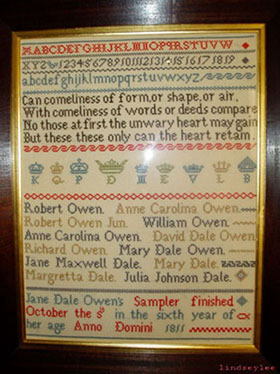 ABCDEFGHIJKLMNOPQRSTUVW
XYZ 1234567891011121314151617 18 19
abcdefghijklmnopqrstuvwxyz
Can comeliness of form, or shape, or air,
With comeliness of words or deeds compare
No those at first the unwary heart may gain
But these these only can the heart retain.
K Q P D M E V L B
Robert Owen. Anne Carolina Owen.
Robert Owen Jun. William Owen.
Anne Carolina Owen. David Dale Owen
Richard Owen. Mary Dale Owen.
Jane Maxwell Dale. Mary Dale.
Margretta Dale. Julia Johnson Dale.
Jane Dale Owen's Sampler finished
October the 8th in the sixth year of
her age Anno Domini 1811
lindseylee